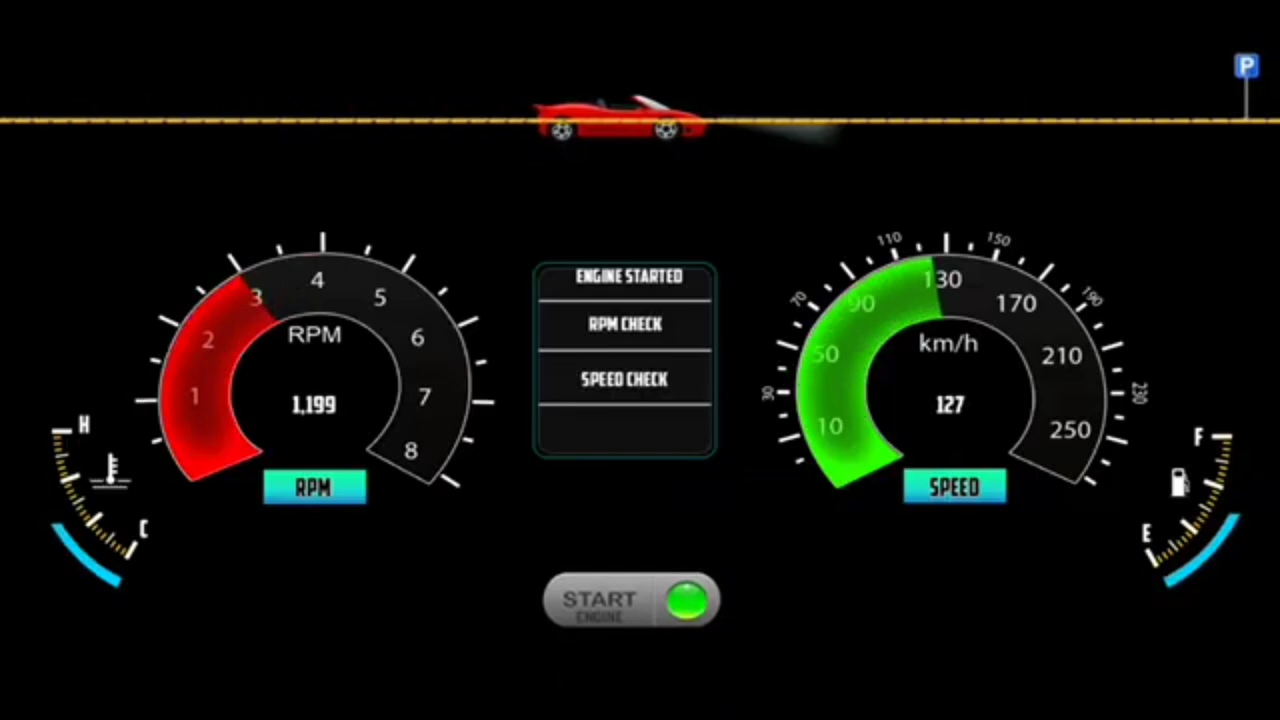 P
ENGINE STARTED
RPM CHECK
SPEED CHECK
1
2
3
4
5
6
7
8
RPM
1,199
RPM
10
30
50
70
90
110
130
150
170
190
210
230
250
km/h
127
SPEED
H
C
F
E
START
ENGINE